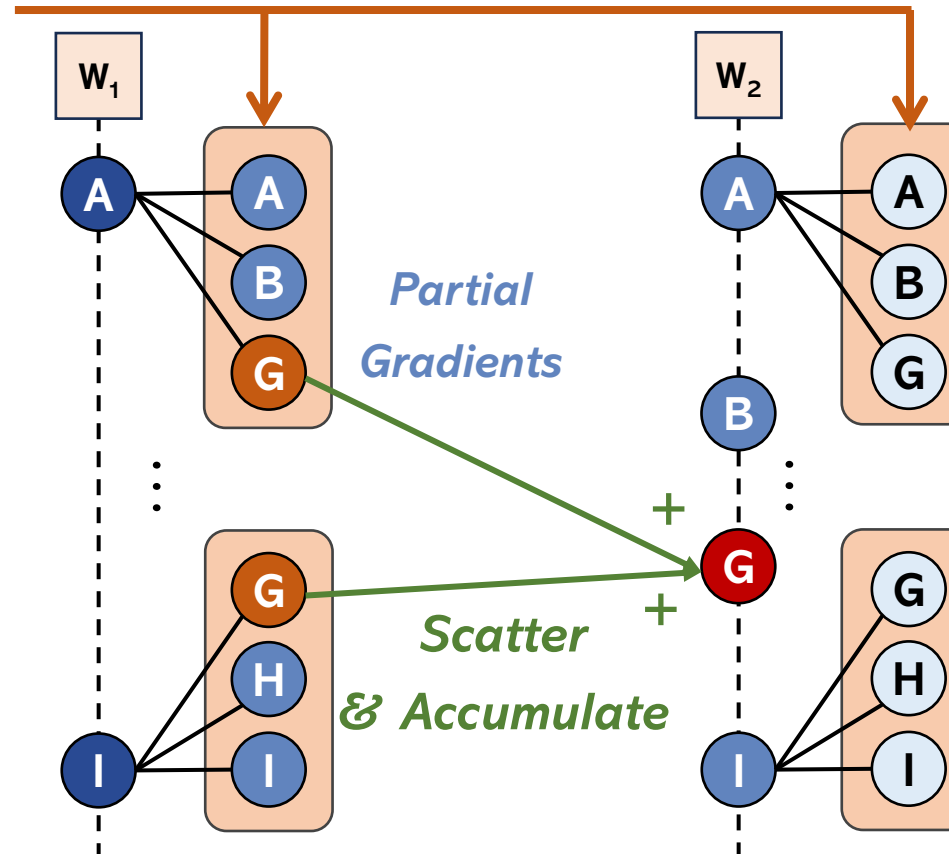 W₁
W₂
A
A
B
G
Partial
Gradients
A
B
G
A
B
G
+
+
Scatter
& Accumulate
G
H
I
I
G
H
I
I